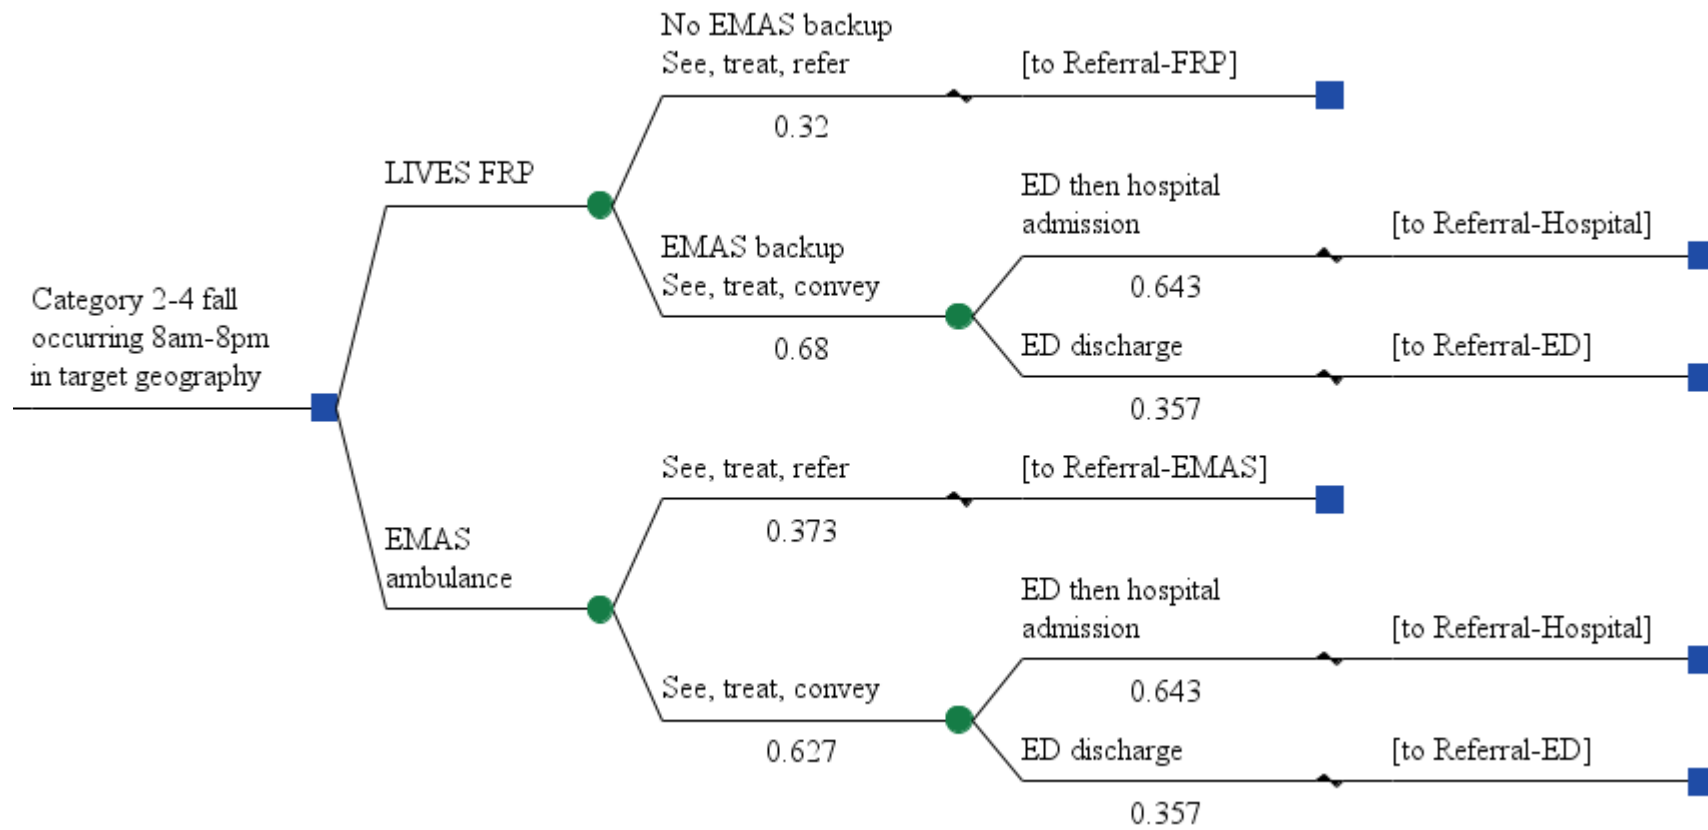 No EMAS backup
See, treat, refer
[to Referral-FRP]
0.32
LIVES FRP
ED then hospital
admission
[to Referral-Hospital]
0.643
EMAS backup
See, treat, convey
0.68
ED discharge
[to Referral-ED]
0.357
Category 2-4 fall
occurring 8am-8pm
in target geography
See, treat, refer
[to Referral-EMAS]
0.373
EMAS
ambulance
ED then hospital
admission
[to Referral-Hospital]
0.643
See, treat, convey
0.627
ED discharge
[to Referral-ED]
0.357